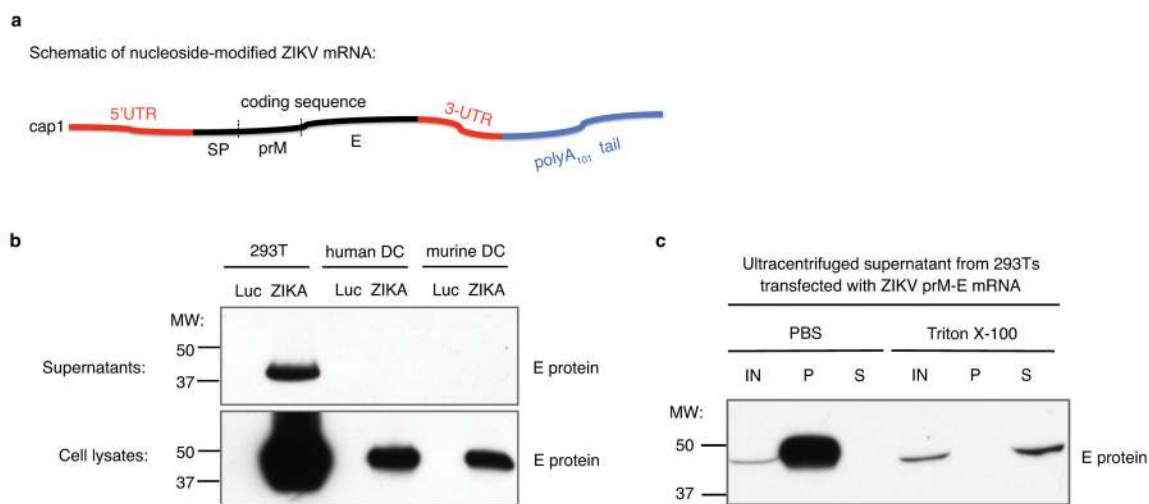 a
Schematic of nucleoside-modified ZIKV mRNA:
cap1 5'UTR coding sequence 3-UTR
SP prM E polyA₁₀₁ tail
b
293T human DC murine DC
Luc ZIKA Luc ZIKA Luc ZIKA
MW:
50
Supernatants: E protein
37
50
Cell lysates: E protein
37
c
Ultracentrifuged supernatant from 293Ts
transfected with ZIKV prM-E mRNA
PBS Triton X-100
IN P S IN P S
MW:
50
E protein
37